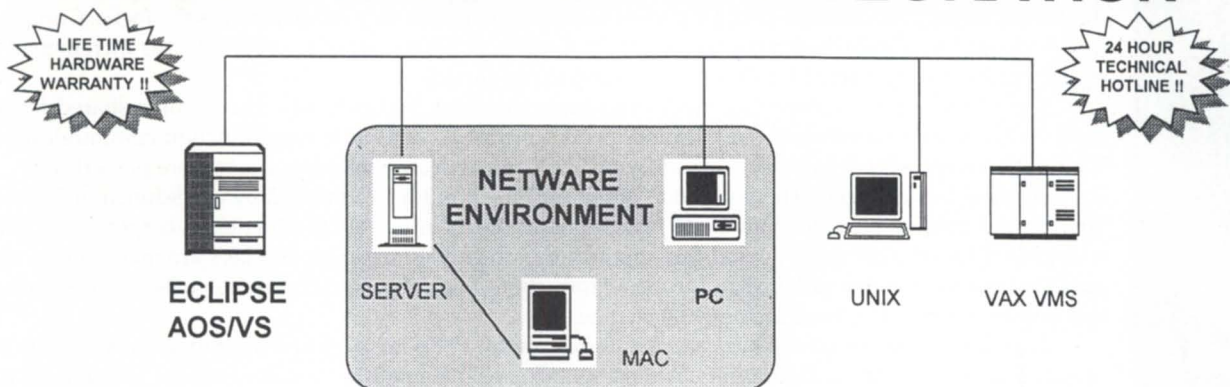 LIFE TIME
HARDWARE
WARRANTY !!
24 HOUR
TECHNICAL
HOTLINE !!
NETWARE
ENVIRONMENT
ECLIPSE
AOS/VS
SERVER
MAC
PC
UNIX
VAX VMS